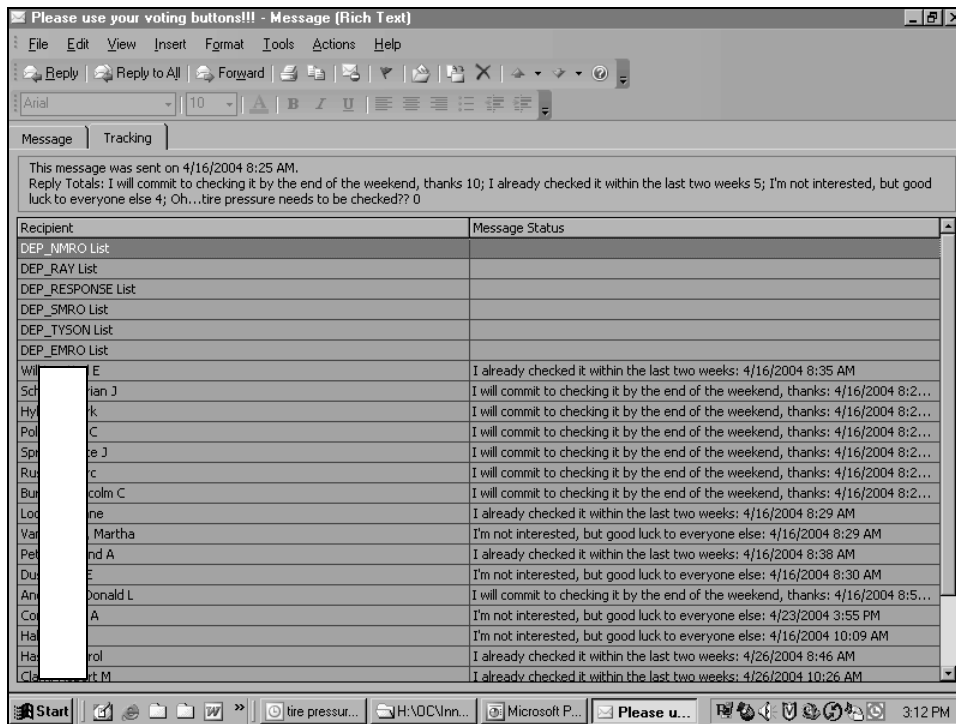 Please use your voting buttons!!! - Message (Rich Text)
File Edit View Insert Format Tools Actions Help
Reply Reply to All Forward
Arial 10 A B I U
Message Tracking
This message was sent on 4/16/2004 8:25 AM.
Reply Totals: I will commit to checking it by the end of the weekend, thanks 10; I already checked it within the last two weeks 5; I'm not interested, but good
luck to everyone else 4; Oh...tire pressure needs to be checked?? 0
Recipient Message Status
DEP_NMRO List
DEP_RAY List
DEP_RESPONSE List
DEP_SMRO List
DEP_TYSON List
DEP_EMRO List
Will E I already checked it within the last two weeks: 4/16/2004 8:35 AM
Sch rian J I will commit to checking it by the end of the weekend, thanks: 4/16/2004 8:2...
Hyl rk I will commit to checking it by the end of the weekend, thanks: 4/16/2004 8:2...
Pol C I will commit to checking it by the end of the weekend, thanks: 4/16/2004 8:2...
Spr te J I will commit to checking it by the end of the weekend, thanks: 4/16/2004 8:2...
Rus rc I will commit to checking it by the end of the weekend, thanks: 4/16/2004 8:2...
Bur colm C I will commit to checking it by the end of the weekend, thanks: 4/16/2004 8:2...
Loc ne I already checked it within the last two weeks: 4/16/2004 8:29 AM
Var , Martha I'm not interested, but good luck to everyone else: 4/16/2004 8:29 AM
Pet nd A I already checked it within the last two weeks: 4/16/2004 8:38 AM
Dus E I'm not interested, but good luck to everyone else: 4/16/2004 8:30 AM
And Donald L I will commit to checking it by the end of the weekend, thanks: 4/16/2004 8:5...
Cor A I'm not interested, but good luck to everyone else: 4/23/2004 3:55 PM
Hal I'm not interested, but good luck to everyone else: 4/16/2004 10:09 AM
Has rol I already checked it within the last two weeks: 4/26/2004 8:46 AM
Cla rt M I already checked it within the last two weeks: 4/26/2004 10:26 AM
Start » tire pressur... H:\OC\Inn... Microsoft P... Please u... 3:12 PM